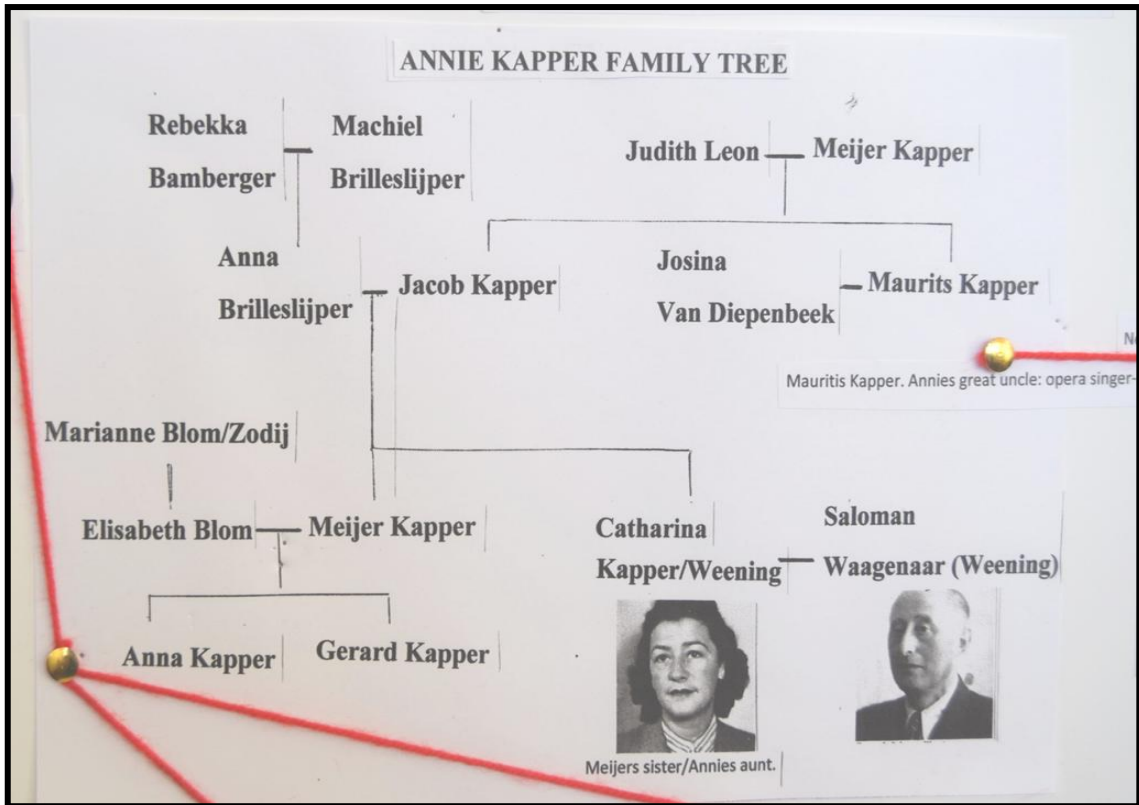 ANNIE KAPPER FAMILY TREE
Rebekka
Bamberger
Machiel
Brilleslijper
Judith Leon
Meijer Kapper
Anna
Brilleslijper
Jacob Kapper
Josina
Van Diepenbeek
Maurits Kapper
Mauritis Kapper. Annies great uncle: opera singer-
Marianne Blom/Zodij
Elisabeth Blom
Meijer Kapper
Catharina
Kapper/Weening
Saloman
Waagenaar (Weening)
Anna Kapper
Gerard Kapper
Meijers sister/Annies aunt.